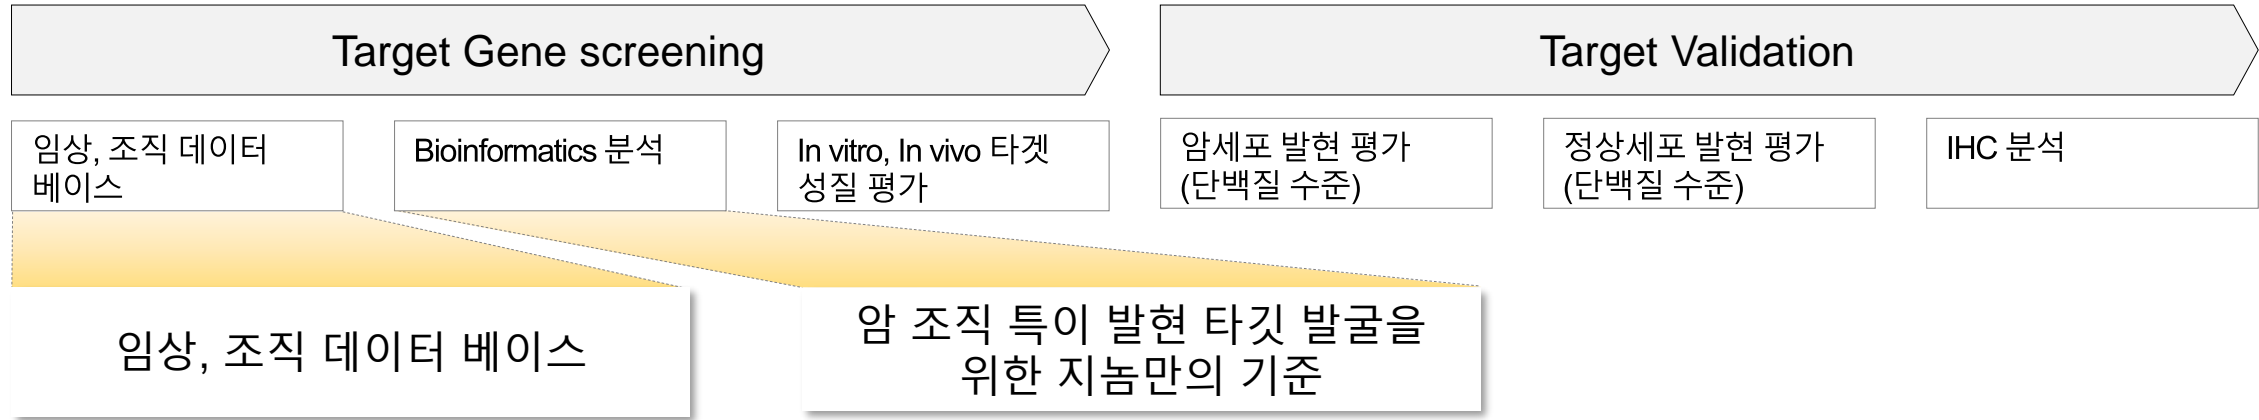 Target Gene screening
Target Validation
임상, 조직 데이터
베이스
Bioinformatics 분석
In vitro, In vivo 타겟
성질 평가
암세포 발현 평가
(단백질 수준)
정상세포 발현 평가
(단백질 수준)
IHC 분석
임상, 조직 데이터 베이스
암 조직 특이 발현 타깃 발굴을
위한 지놈만의 기준